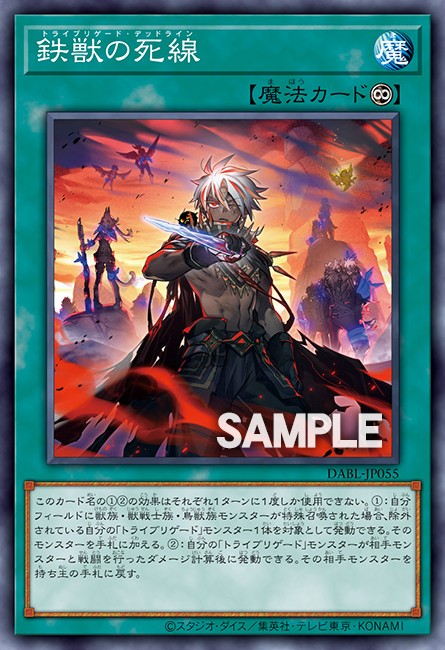 トライブリゲード・デッドライン
鉄獣の死線
魔
まほう
【魔法カード】
SAMPLE
DABL-JP055
このカード名の①②の効果はそれぞれ1ターンに1度しか使用できない。①:自分
フィールドに獣族・獣戦士族・鳥獣族モンスターが特殊召喚された場合、除外
されている自分の「トライブリゲード」モンスター1体を対象として発動できる。その
モンスターを手札に加える。②:自分の「トライブリゲード」モンスターが相手モン
スターと戦闘を行ったダメージ計算後に発動できる。その相手モンスターを
持ち主の手札に戻す。
©スタジオ・ダイス/集英社・テレビ東京・KONAMI